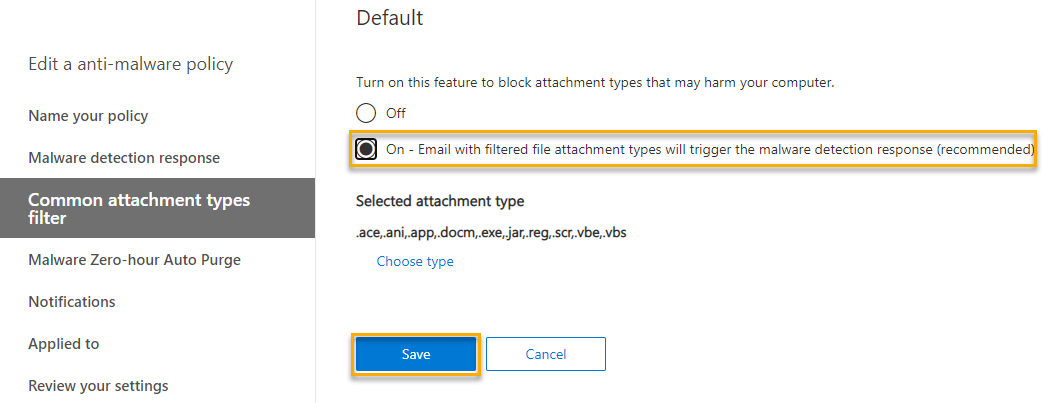 Default
Edit a anti-malware policy
Turn on this feature to block attachment types that may harm your computer.
Off
Name your policy
On - Email with filtered file attachment types will trigger the malware detection response (recommended)
Malware detection response
Common attachment types
filter
Selected attachment type
.ace,.ani,.app,.docm,.exe,.jar,.reg,.scr,.vbe,.vbs
Malware Zero-hour Auto Purge
Choose type
Notifications
Applied to
Save
Cancel
Review your settings